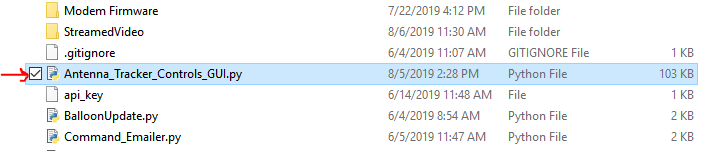 Modem Firmware 7/22/2019 4:12 PM File folder
StreamedVideo 8/6/2019 11:30 AM File folder
.gitignore 6/4/2019 11:07 AM GITIGNORE File 1 KB
Antenna_Tracker_Controls_GUI.py 8/5/2019 2:28 PM Python File 103 KB
api_key 6/14/2019 11:48 AM File 1 KB
BalloonUpdate.py 6/4/2019 8:54 AM Python File 2 KB
Command_Emailer.py 6/5/2019 11:47 AM Python File 2 KB